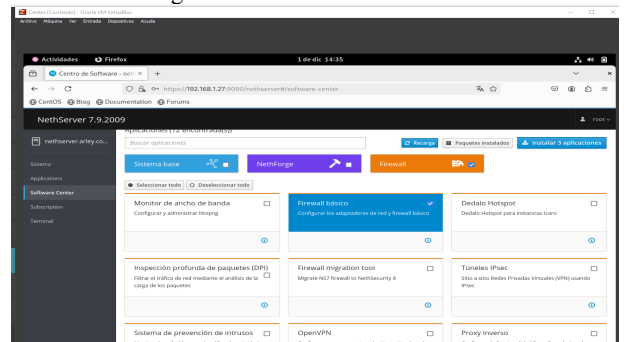 Centos [Corriendo] - Oracle VM VirtualBox
Archivo Máquina Ver Entrada Dispositivos Ayuda
Actividades Firefox 1 de dic 14:35
Centro de Software - neth
https://192.168.1.27:9090/nethserver#/software-center
CentOS Blog Documentation Forums
NethServer 7.9.2009 root
nethserver.arley.co...
Aplicaciones (12 encontrada(s))
Buscar aplicaciones Recarga Paquetes instalados Instalar 3 aplicaciones
Sistema
Applications
Software Center
Subscription
Terminal
Sistema base NethForge Firewall
Seleccionar todo Deseleccionar todo
Monitor de ancho de banda
Configurar y administrar Ntopng
Firewall básico
Configurar los adaptadores de red y firewall básico
Dedalo Hotspot
Dedalo Hotspot para instancias Icaro
Inspección profunda de paquetes (DPI)
Filtrar el tráfico de red mediante el análisis de la
carga de los paquetes
Firewall migration tool
Migrate NS7 firewall to NethSecurity 8
Túneles IPsec
Sitio a sitio Redes Privadas Virtuales (VPN) usando
IPsec
Sistema de prevención de intrusos
OpenVPN
Proxy inverso